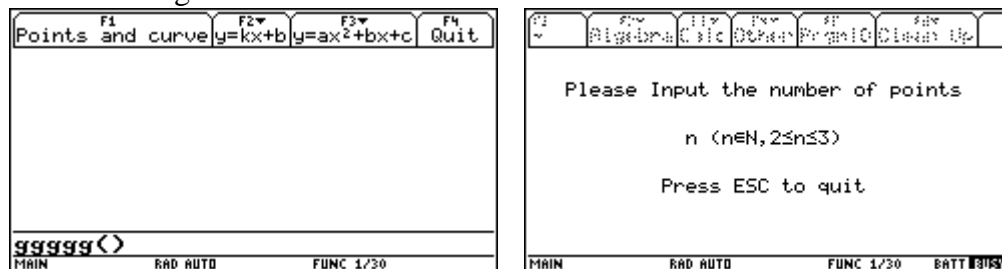 F1 F2▾ F3▾ F4
Points and curve y=kx+b y=ax²+bx+c Quit
ggggg()
MAIN RAD AUTO FUNC 1/30
Algebra Calc Other PrgmIO Clean Up
Please Input the number of points
n (n∈N,2≤n≤3)
Press ESC to quit
MAIN RAD AUTO FUNC 1/30 BATT BUSY